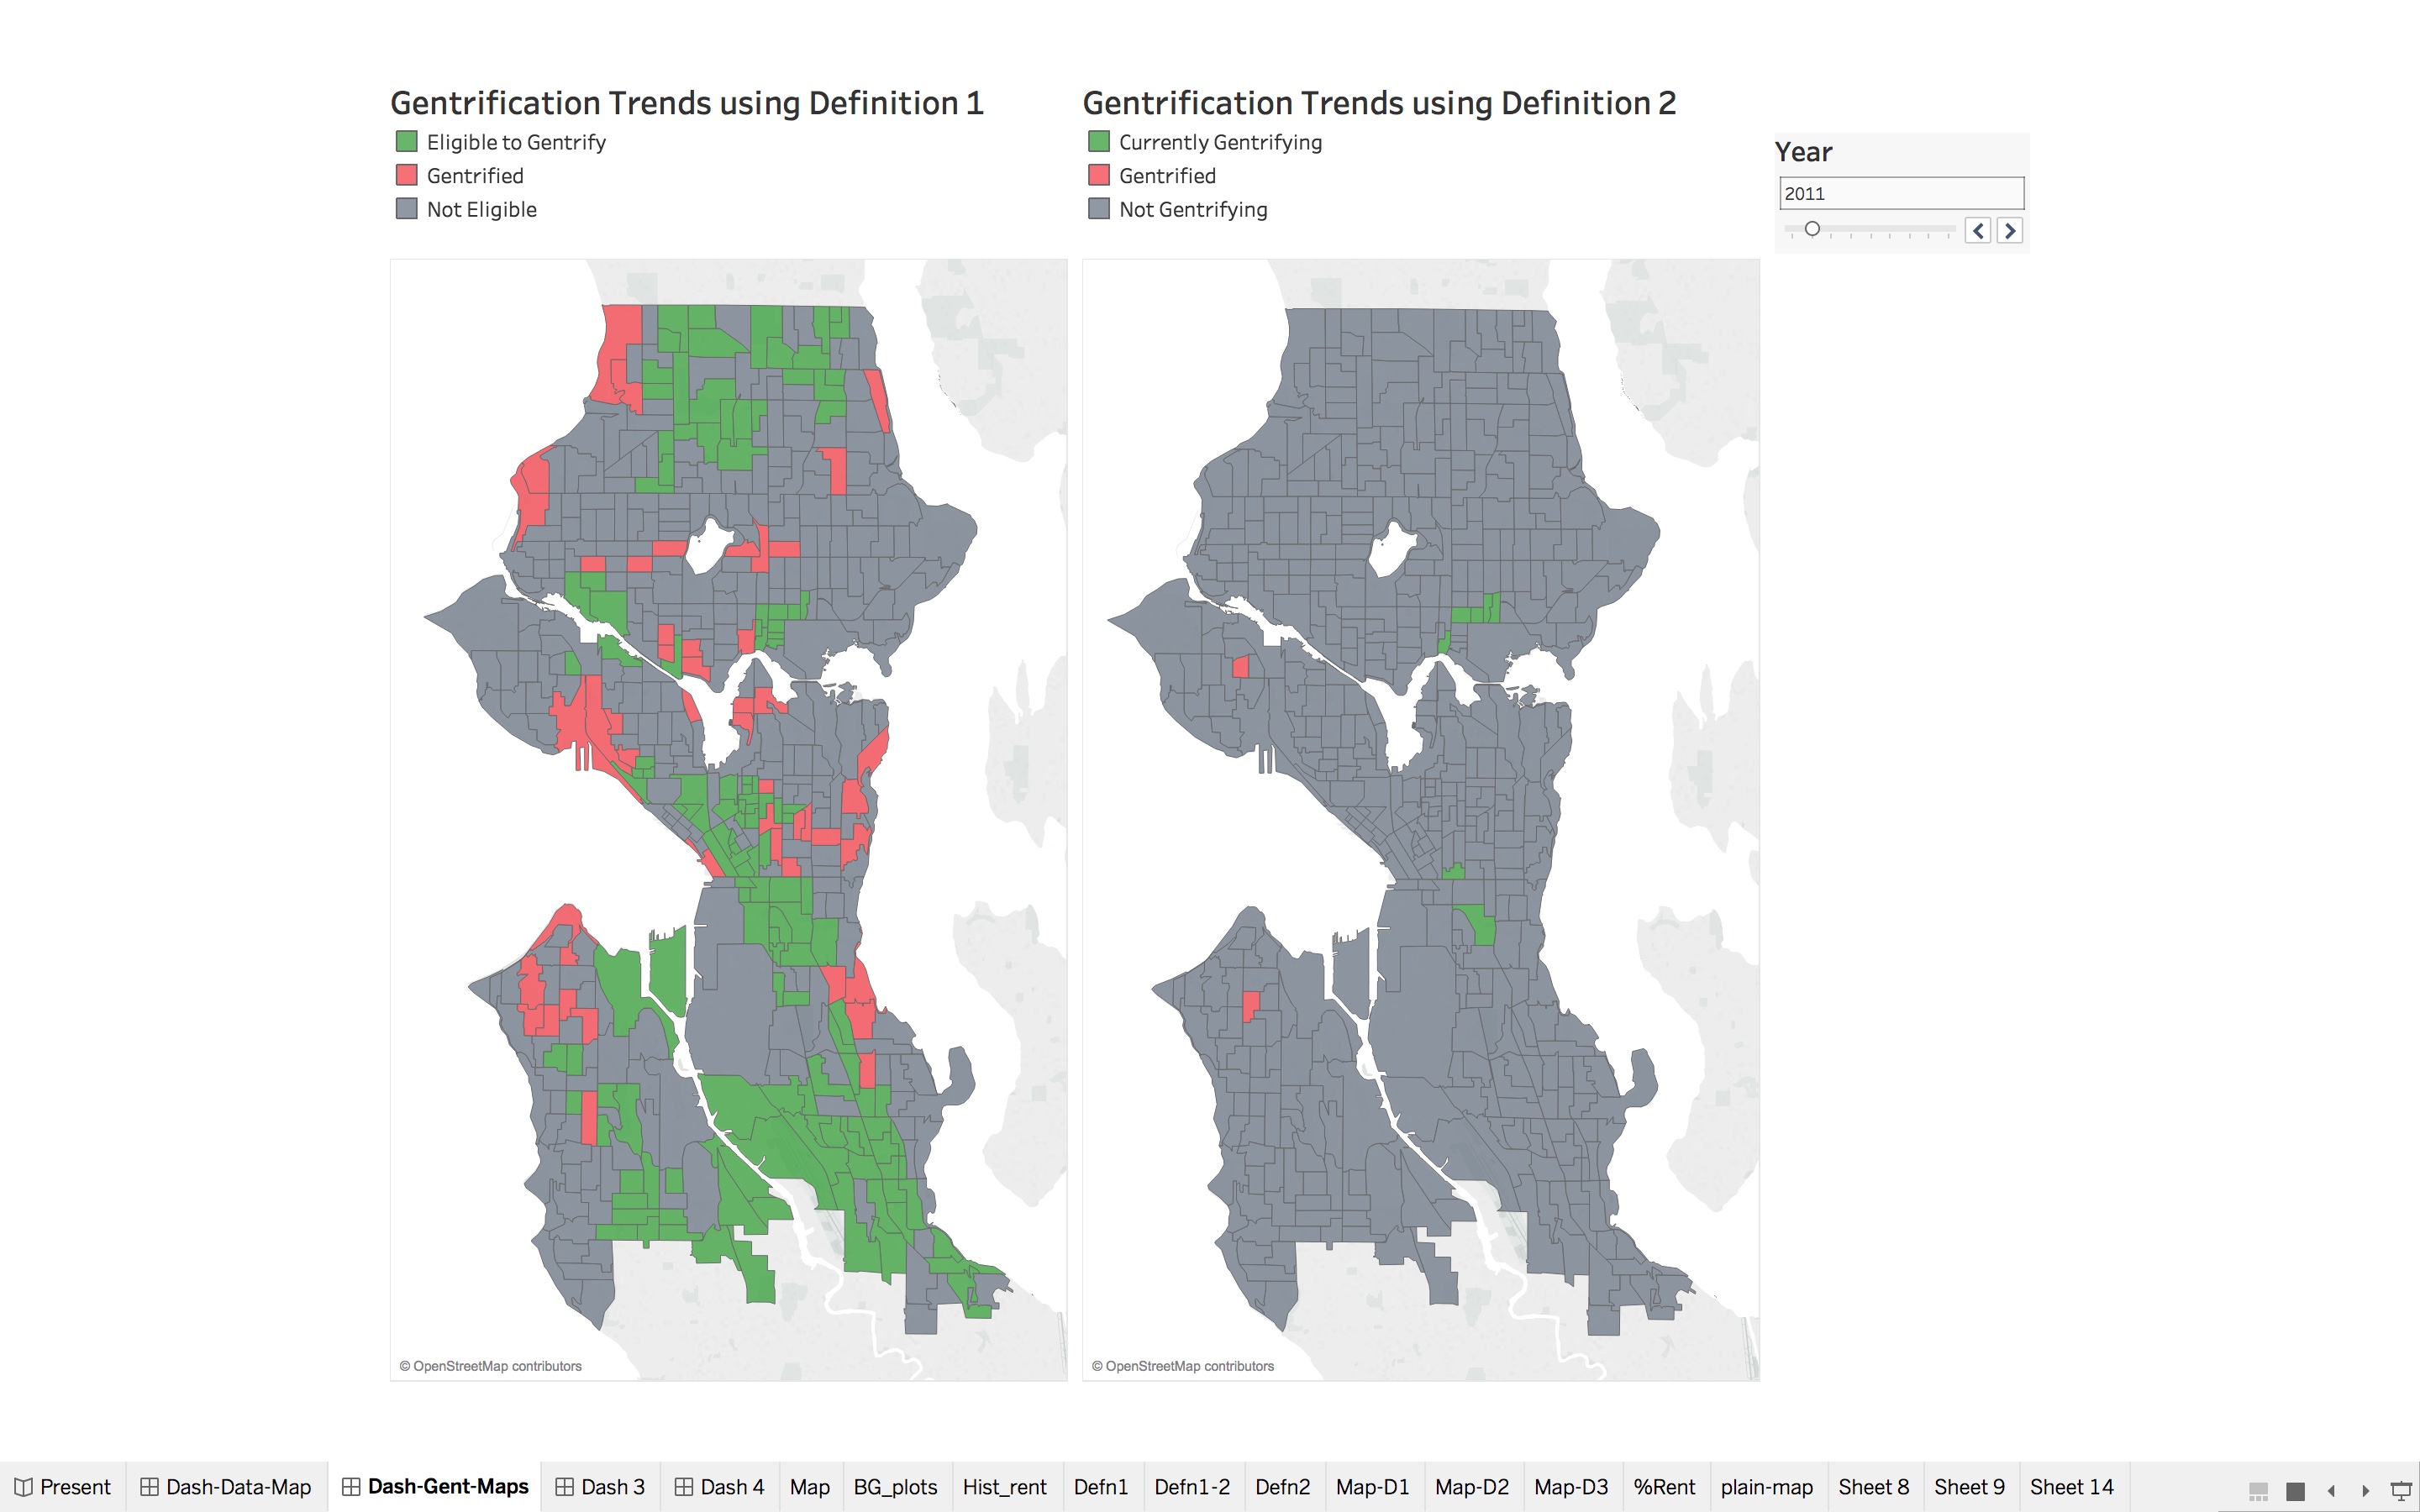 Gentrification Trends using Definition 1
Eligible to Gentrify
Gentrified
Not Eligible
Gentrification Trends using Definition 2
Currently Gentrifying
Gentrified
Not Gentrifying
Year
2011
© OpenStreetMap contributors
© OpenStreetMap contributors
Present
Dash-Data-Map
Dash-Gent-Maps
Dash 3
Dash 4
Map
BG_plots
Hist_rent
Defn1
Defn1-2
Defn2
Map-D1
Map-D2
Map-D3
%Rent
plain-map
Sheet 8
Sheet 9
Sheet 14